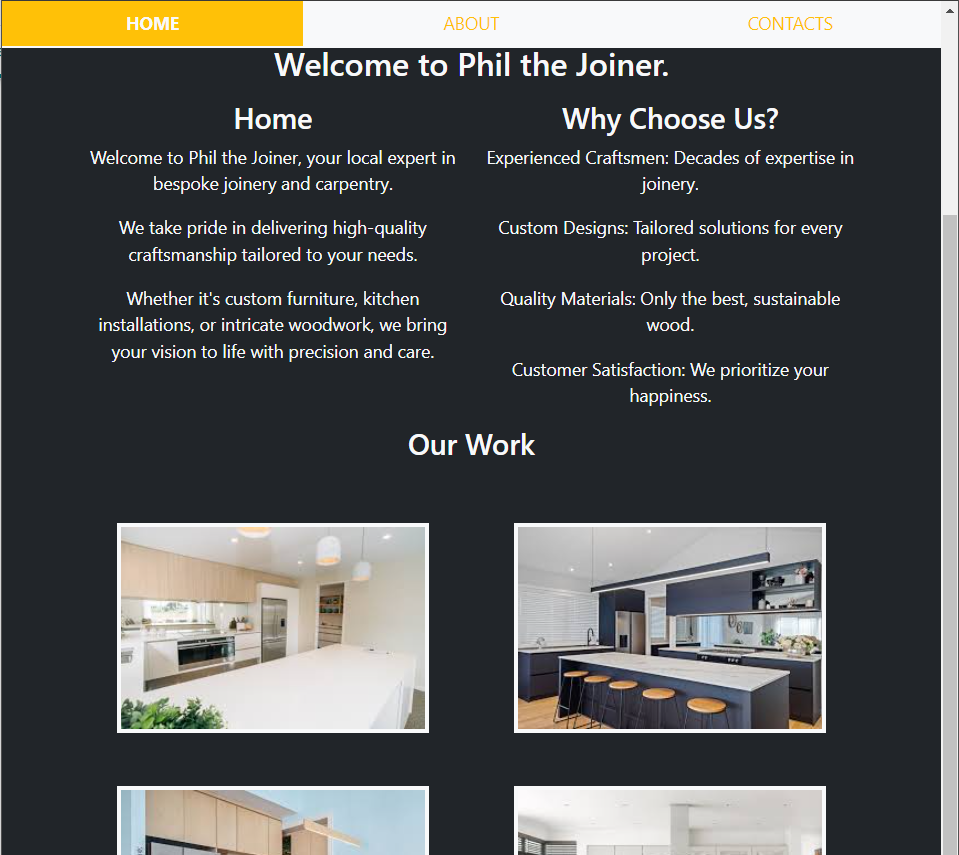 HOME ABOUT CONTACTS
Welcome to Phil the Joiner.
Home
Welcome to Phil the Joiner, your local expert in
bespoke joinery and carpentry.
We take pride in delivering high-quality
craftsmanship tailored to your needs.
Whether it's custom furniture, kitchen
installations, or intricate woodwork, we bring
your vision to life with precision and care.
Why Choose Us?
Experienced Craftsmen: Decades of expertise in
joinery.
Custom Designs: Tailored solutions for every
project.
Quality Materials: Only the best, sustainable
wood.
Customer Satisfaction: We prioritize your
happiness.
Our Work